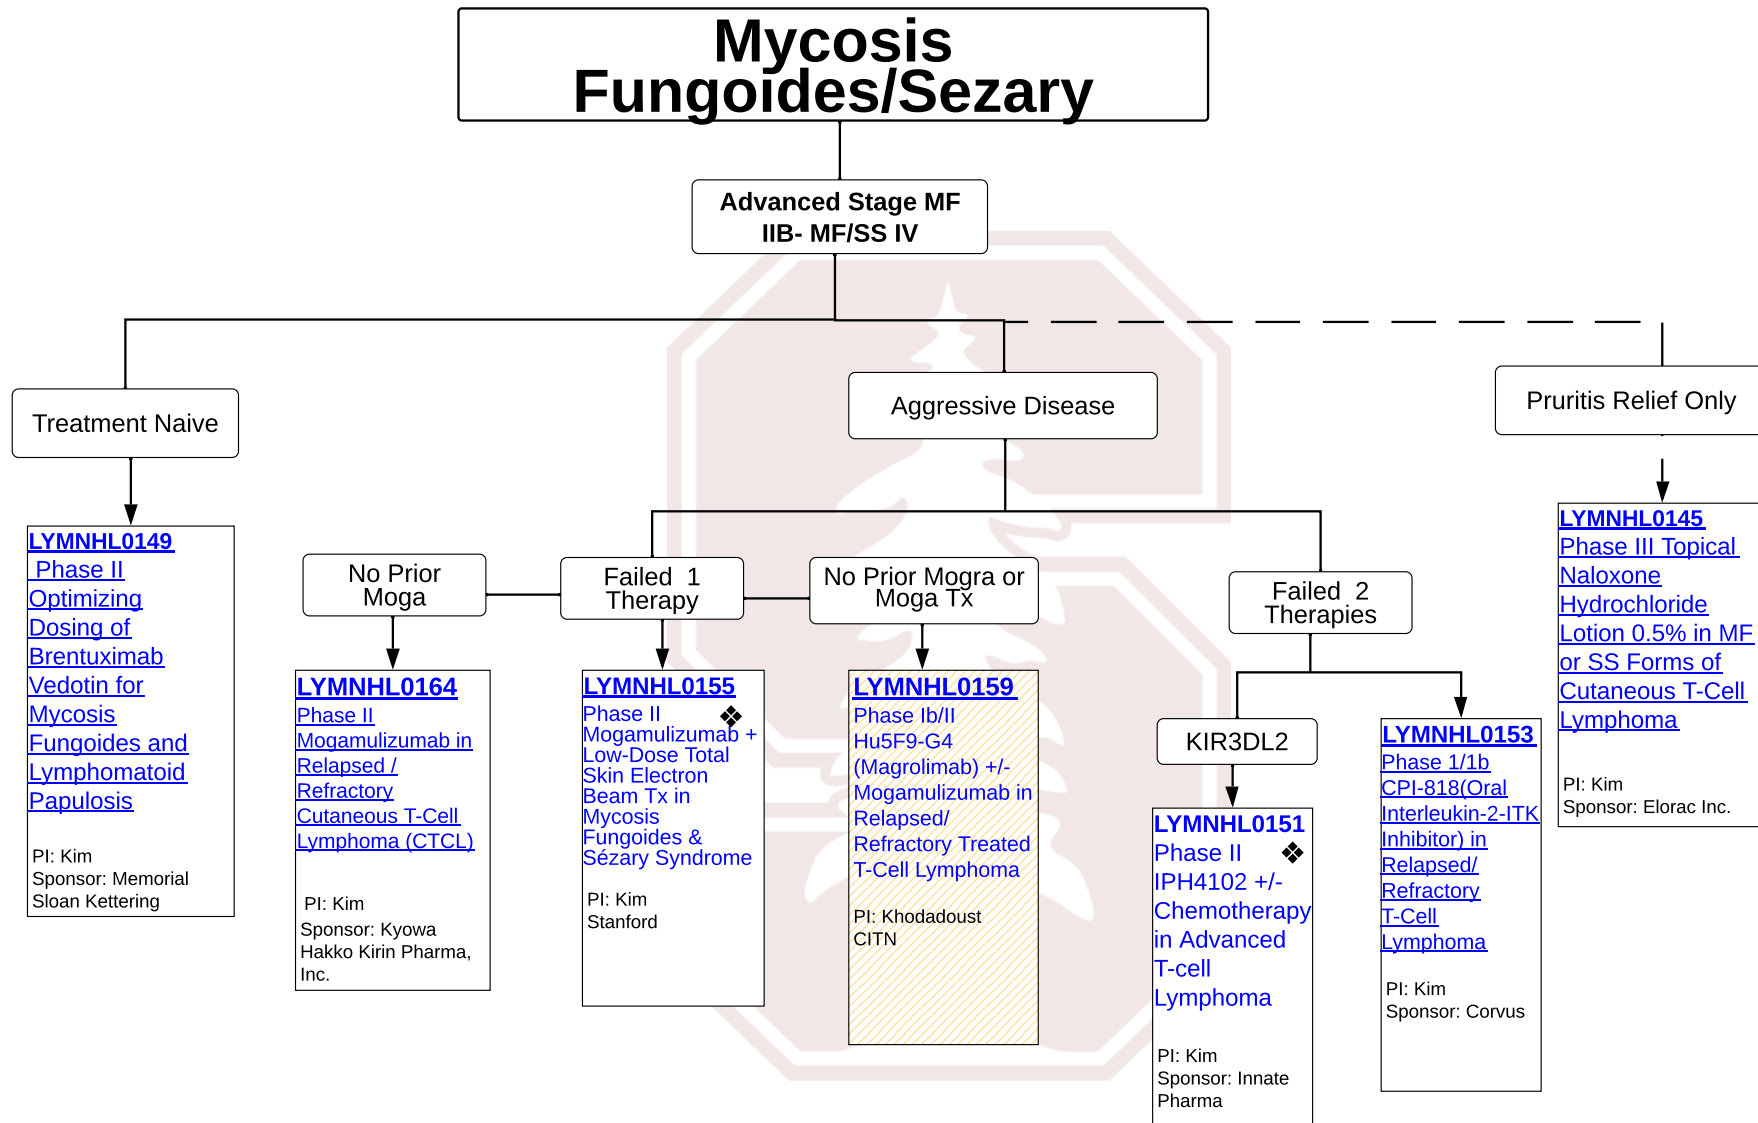 Mycosis
Fungoides/Sezary
Advanced Stage MF
IIB- MF/SS IV
Treatment Naive
Aggressive Disease
Pruritis Relief Only
LYMNHL0149
Phase II
Optimizing
Dosing of
Brentuximab
Vedotin for
Mycosis
Fungoides and
Lymphomatoid
Papulosis
PI: Kim
Sponsor: Memorial
Sloan Kettering
No Prior
Moga
LYMNHL0164
Phase II
Mogamulizumab in
Relapsed /
Refractory
Cutaneous T-Cell
Lymphoma (CTCL)
PI: Kim
Sponsor: Kyowa
Hakko Kirin Pharma,
Inc.
Failed 1
Therapy
LYMNHL0155
Phase II
Mogamulizumab +
Low-Dose Total
Skin Electron
Beam Tx in
Mycosis
Fungoides &
Sézary Syndrome
PI: Kim
Stanford
No Prior Mogra or
Moga Tx
LYMNHL0159
Phase Ib/II
Hu5F9-G4
(Magrolimab) +/-
Mogamulizumab in
Relapsed/
Refractory Treated
T-Cell Lymphoma
PI: Khodadoust
CITN
Failed 2
Therapies
KIR3DL2
LYMNHL0151
Phase II
IPH4102 +/-
Chemotherapy
in Advanced
T-cell
Lymphoma
PI: Kim
Sponsor: Innate
Pharma
LYMNHL0153
Phase 1/1b
CPI-818(Oral
Interleukin-2-ITK
Inhibitor) in
Relapsed/
Refractory
T-Cell
Lymphoma
PI: Kim
Sponsor: Corvus
LYMNHL0145
Phase III Topical
Naloxone
Hydrochloride
Lotion 0.5% in MF
or SS Forms of
Cutaneous T-Cell
Lymphoma
PI: Kim
Sponsor: Elorac Inc.